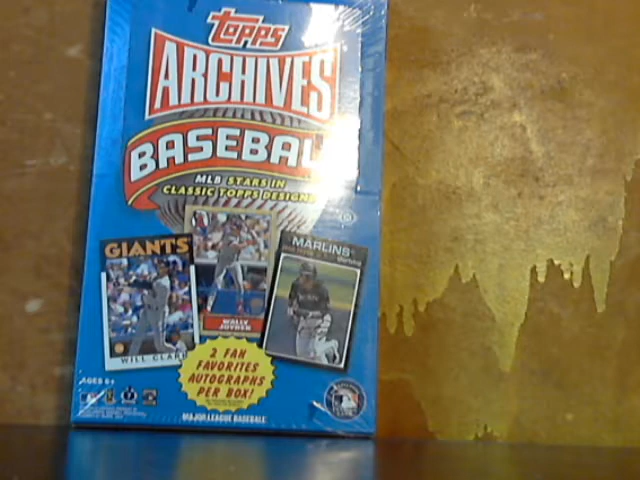 Topps
ARCHIVES
BASEBAL
MLB STARS IN
CLASSIC TOPPS DESIGNS
GIANTS
WILL CLARK
WALLY
JOYNER
MARLINS
2 FAN
FAVORITES
AUTOGRAPHS
PER BOX!
AGES 6+
MAJOR LEAGUE BASEBALL